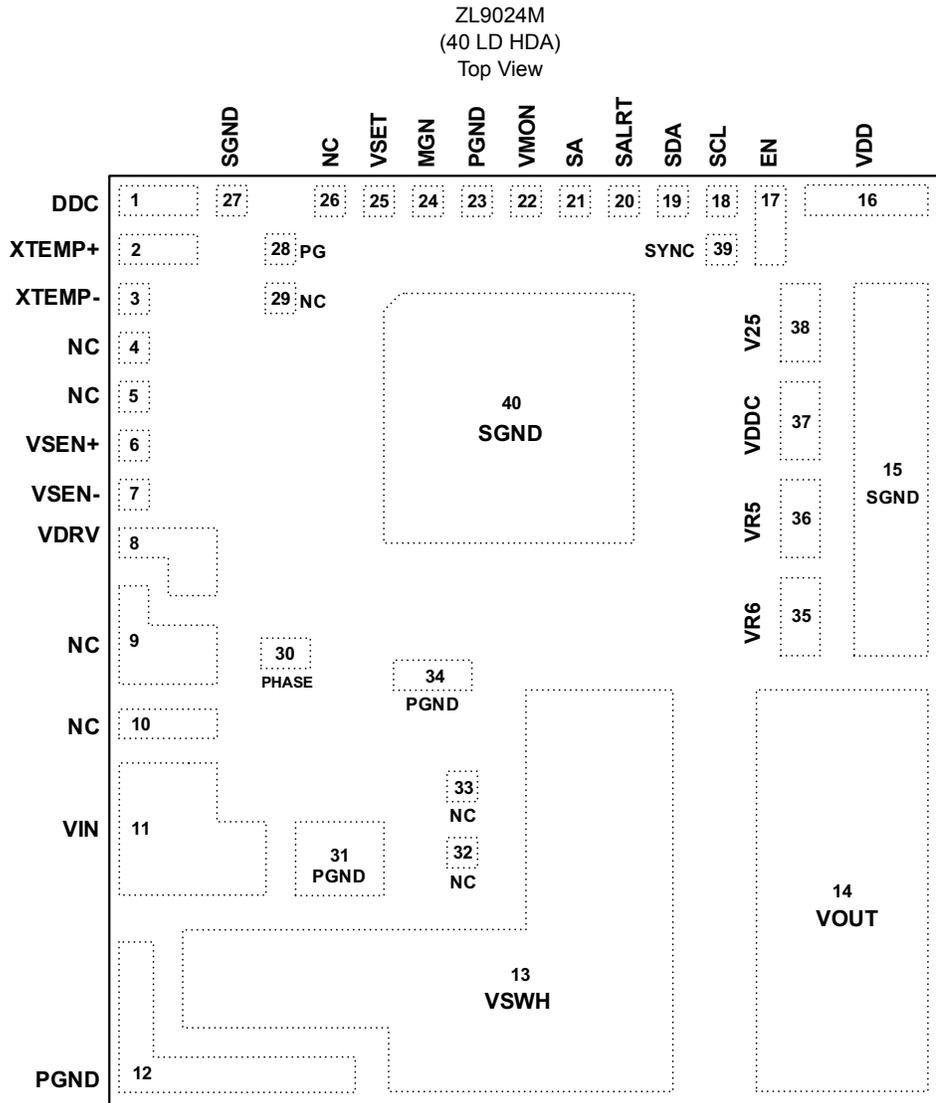 ZL9024M
(40 LD HDA)
Top View
SGND
NC
VSET
MGN
PGND
VMON
SA
SALRT
SDA
SCL
EN
VDD
DDC 1 27 26 25 24 23 22 21 20 19 18 17 16
XTEMP+ 2 28 PG SYNC 39
XTEMP- 3 29 NC
NC 4
V25 38
NC 5
40
SGND
VDDC 37
VSEN+ 6
15
SGND
VSEN- 7
VR5 36
VDRV 8
VR6 35
NC 9
30
PHASE
34
PGND
NC 10
33
NC
VIN 11
31
PGND
32
NC
14
VOUT
13
VSWH
PGND 12